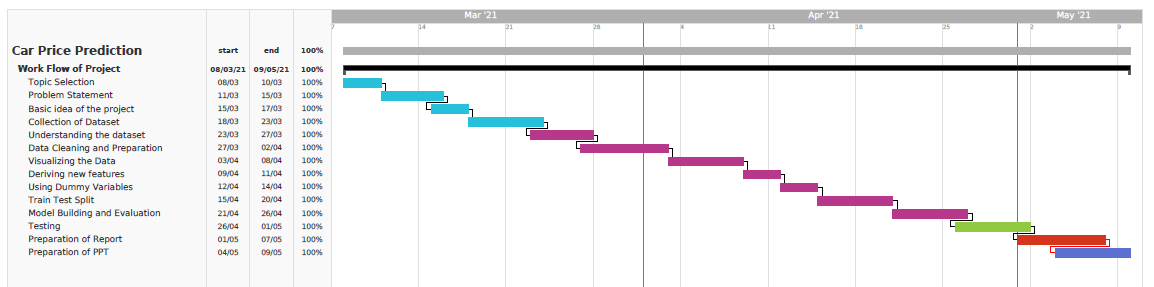 Mar '21 Apr '21 May '21
7 14 21 28 4 11 18 25 2 9
Car Price Prediction start end 100%
Work Flow of Project 08/03/21 09/05/21 100%
Topic Selection 08/03 10/03 100%
Problem Statement 11/03 15/03 100%
Basic idea of the project 15/03 17/03 100%
Collection of Dataset 18/03 23/03 100%
Understanding the dataset 23/03 27/03 100%
Data Cleaning and Preparation 27/03 02/04 100%
Visualizing the Data 03/04 08/04 100%
Deriving new features 09/04 11/04 100%
Using Dummy Variables 12/04 14/04 100%
Train Test Split 15/04 20/04 100%
Model Building and Evaluation 21/04 26/04 100%
Testing 26/04 01/05 100%
Preparation of Report 01/05 07/05 100%
Preparation of PPT 04/05 09/05 100%